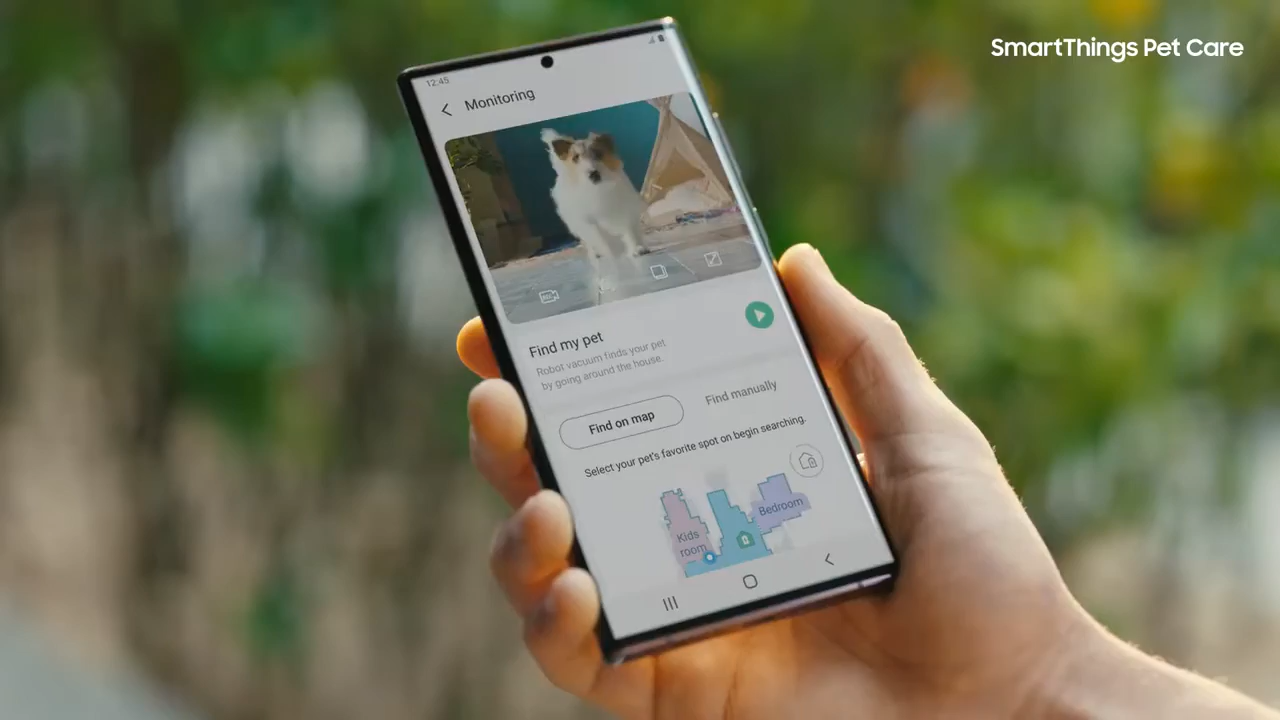 SmartThings Pet Care
12:45
Monitoring
Find my pet
Robot vacuum finds your pet
by going around the house.
Find on map
Find manually
Select your pet's favorite spot on begin searching.
Bedroom
Kids
room